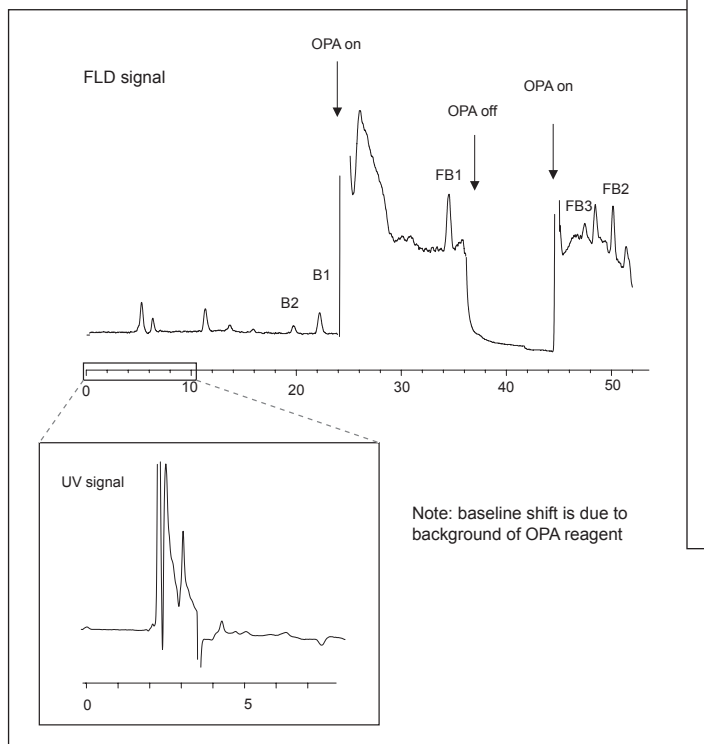 OPA on
FLD signal
OPA off
OPA on
FB1
FB3
FB2
B1
B2
0
10
20
30
40
50
UV signal
Note: baseline shift is due to
background of OPA reagent
0
5